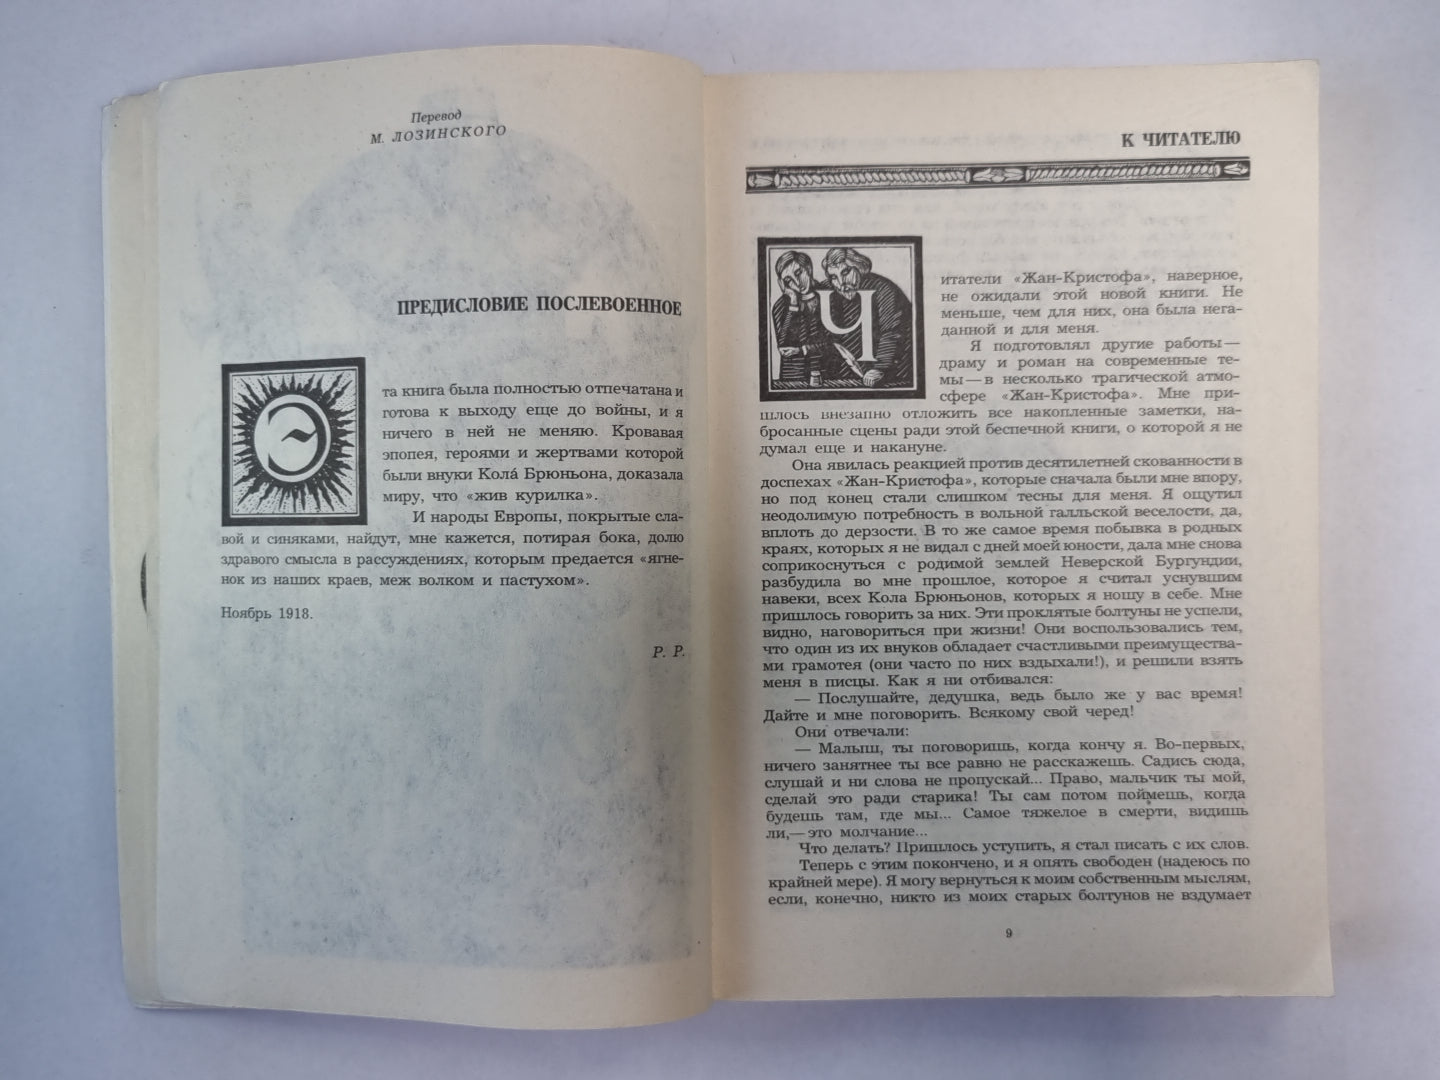 Перевод
М. ЛОЗИНСКОГО
ПРЕДИСЛОВИЕ ПОСЛЕВОЕННОЕ
Эта книга была полностью отпечатана и
готова к выходу еще до войны, и я
ничего в ней не меняю. Кровавая
эпопея, героями и жертвами которой
были внуки Кола́ Брюньона, доказала
миру, что «жив курилка».
И народы Европы, покрытые сла-
вой и синяками, найдут, мне кажется, потирая бока, долю
здравого смысла в рассуждениях, которым предается «ягне-
нок из наших краев, меж волком и пастухом».
Ноябрь 1918.
Р. Р.
К ЧИТАТЕЛЮ
Читатели «Жан-Кристофа», наверное,
не ожидали этой новой книги. Не
меньше, чем для них, она была нега-
данной и для меня.
Я подготовлял другие работы—
драму и роман на современные те-
мы—в несколько трагической атмо-
сфере «Жан-Кристофа». Мне при-
шлось внезапно отложить все накопленные заметки, на-
бросанные сцены ради этой беспечной книги, о которой я не
думал еще и накануне.
Она явилась реакцией против десятилетней скованности в
доспехах «Жан-Кристофа», которые сначала были мне впору,
но под конец стали слишком тесны для меня. Я ощутил
неодолимую потребность в вольной галльской веселости, да,
вплоть до дерзости. В то же самое время побывка в родных
краях, которых я не видал с дней моей юности, дала мне снова
соприкоснуться с родимой землей Неверской Бургундии,
разбудила во мне прошлое, которое я считал уснувшим
навеки, всех Кола Брюньонов, которых я ношу в себе. Мне
пришлось говорить за них. Эти проклятые болтуны не успели,
видно, наговориться при жизни! Они воспользовались тем,
что один из их внуков обладает счастливыми преимущества-
ми грамотея (они часто по них вздыхали!), и решили взять
меня в писцы. Как я ни отбивался:
— Послушайте, дедушка, ведь было же у вас время!
Дайте и мне поговорить. Всякому свой черед!
Они отвечали:
— Малыш, ты поговоришь, когда кончу я. Во-первых,
ничего занятнее ты все равно не расскажешь. Садись сюда,
слушай и ни слова не пропускай... Право, мальчик ты мой,
сделай это ради старика! Ты сам потом поймешь, когда
будешь там, где мы... Самое тяжелое в смерти, видишь
ли,—это молчание...
Что делать? Пришлось уступить, я стал писать с их слов.
Теперь с этим покончено, и я опять свободен (надеюсь по
крайней мере). Я могу вернуться к моим собственным мыслям,
если, конечно, никто из моих старых болтунов не вздумает
9